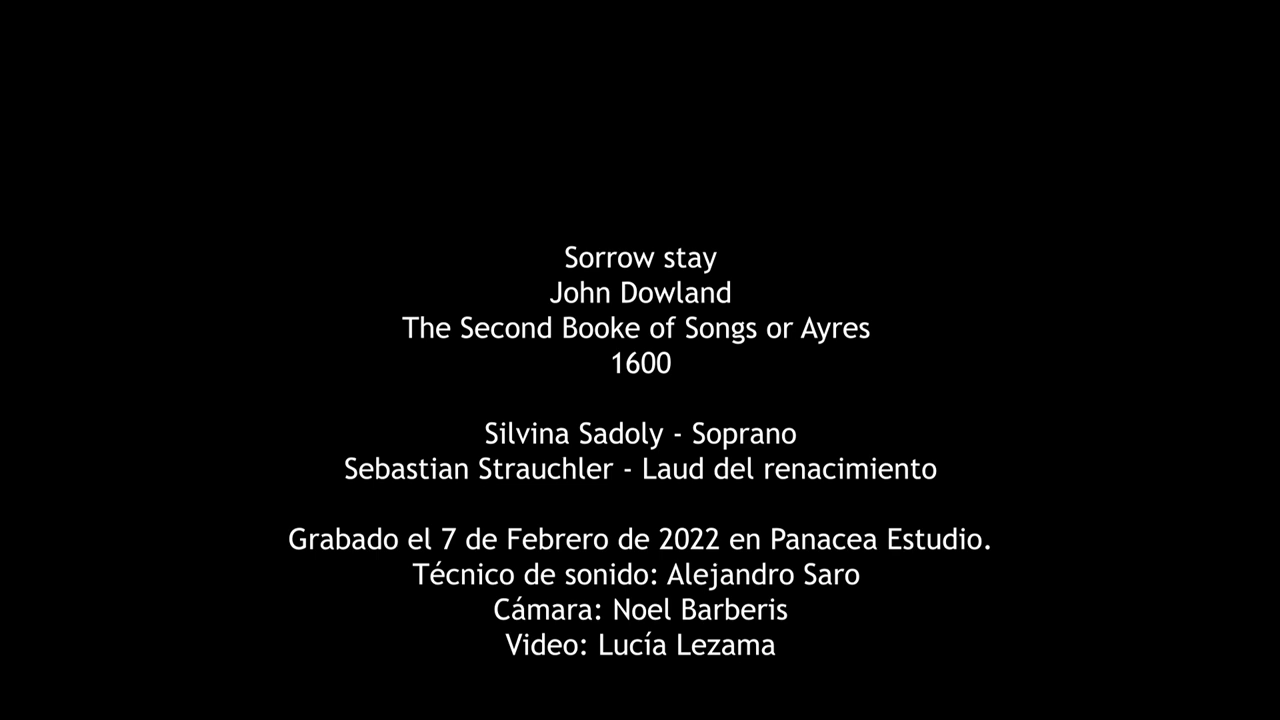 Sorrow stay
John Dowland
The Second Booke of Songs or Ayres
1600
Silvina Sadoly - Soprano
Sebastian Strauchler - Laud del renacimiento
Grabado el 7 de Febrero de 2022 en Panacea Estudio.
Técnico de sonido: Alejandro Saro
Cámara: Noel Barberis
Video: Lucía Lezama